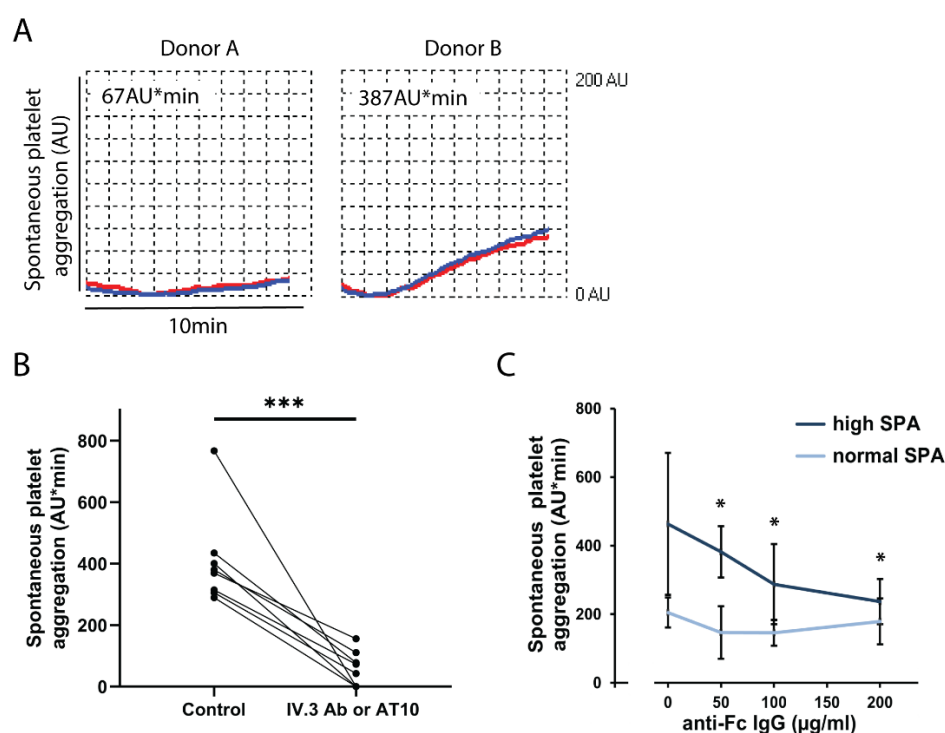 A
Donor A
Donor B
Spontaneous platelet
aggregation (AU)
67AU*min
387AU*min
200 AU
0 AU
10min
B
***
Spontaneous platelet
aggregation (AU*min)
800
600
400
200
0
Control
IV.3 Ab or AT10
C
Spontaneous platelet
aggregation (AU*min)
800
600
400
200
0
high SPA
normal SPA
*
*
*
0
50
100
150
200
anti-Fc IgG (µg/ml)